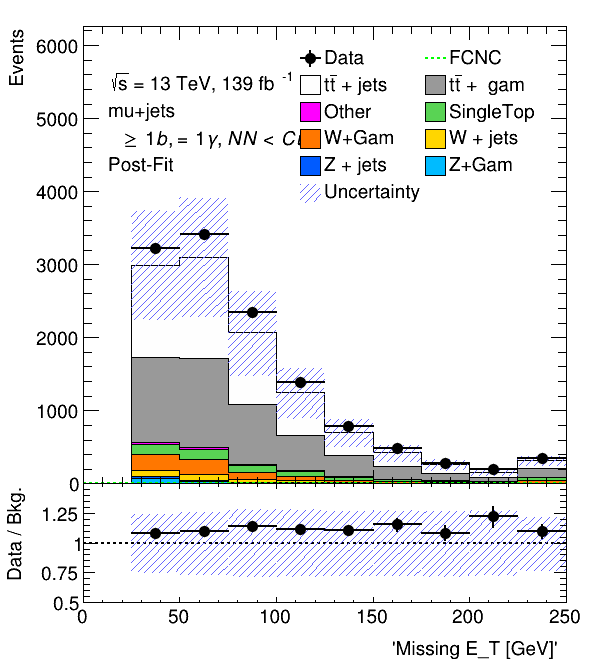 Events
6000
5000
4000
3000
2000
1000
0
√s = 13 TeV, 139 fb⁻¹
mu+jets
≥ 1b, = 1γ, NN <
Post-Fit
Data
FCNC
tt̄ + jets
tt̄ + gam
Other
SingleTop
W+Gam
W + jets
Z + jets
Z+Gam
Uncertainty
Data / Bkg.
1.25
1
0.75
0.5
0 50 100 150 200 250
'Missing E_T [GeV]'